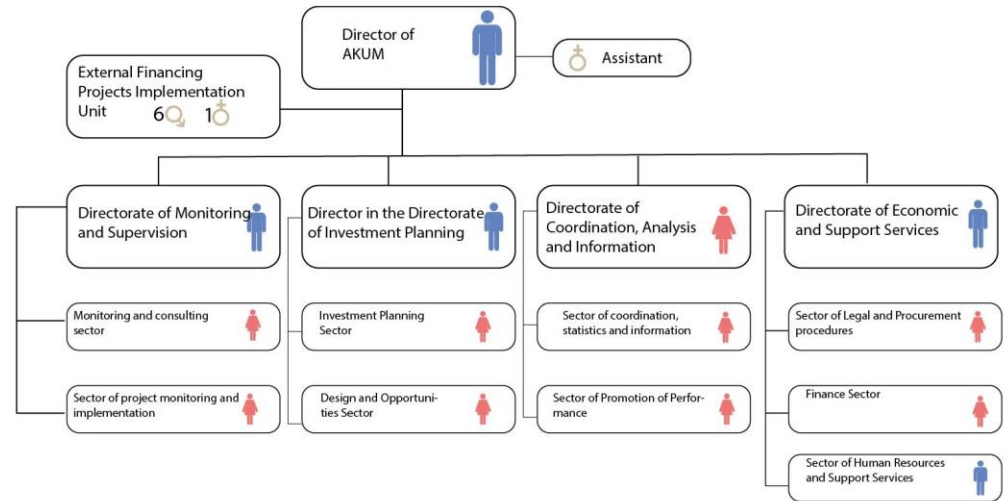 Director of
AKUM
Assistant
External Financing
Projects Implementation
Unit 6 1
Directorate of Monitoring
and Supervision
Director in the Directorate
of Investment Planning
Directorate of
Coordination, Analysis
and Information
Directorate of Economic
and Support Services
Monitoring and consulting
sector
Investment Planning
Sector
Sector of coordination,
statistics and information
Sector of Legal and Procurement
procedures
Sector of project monitoring and
implementation
Design and Opportuni-
ties Sector
Sector of Promotion of Perfor-
mance
Finance Sector
Sector of Human Resources
and Support Services